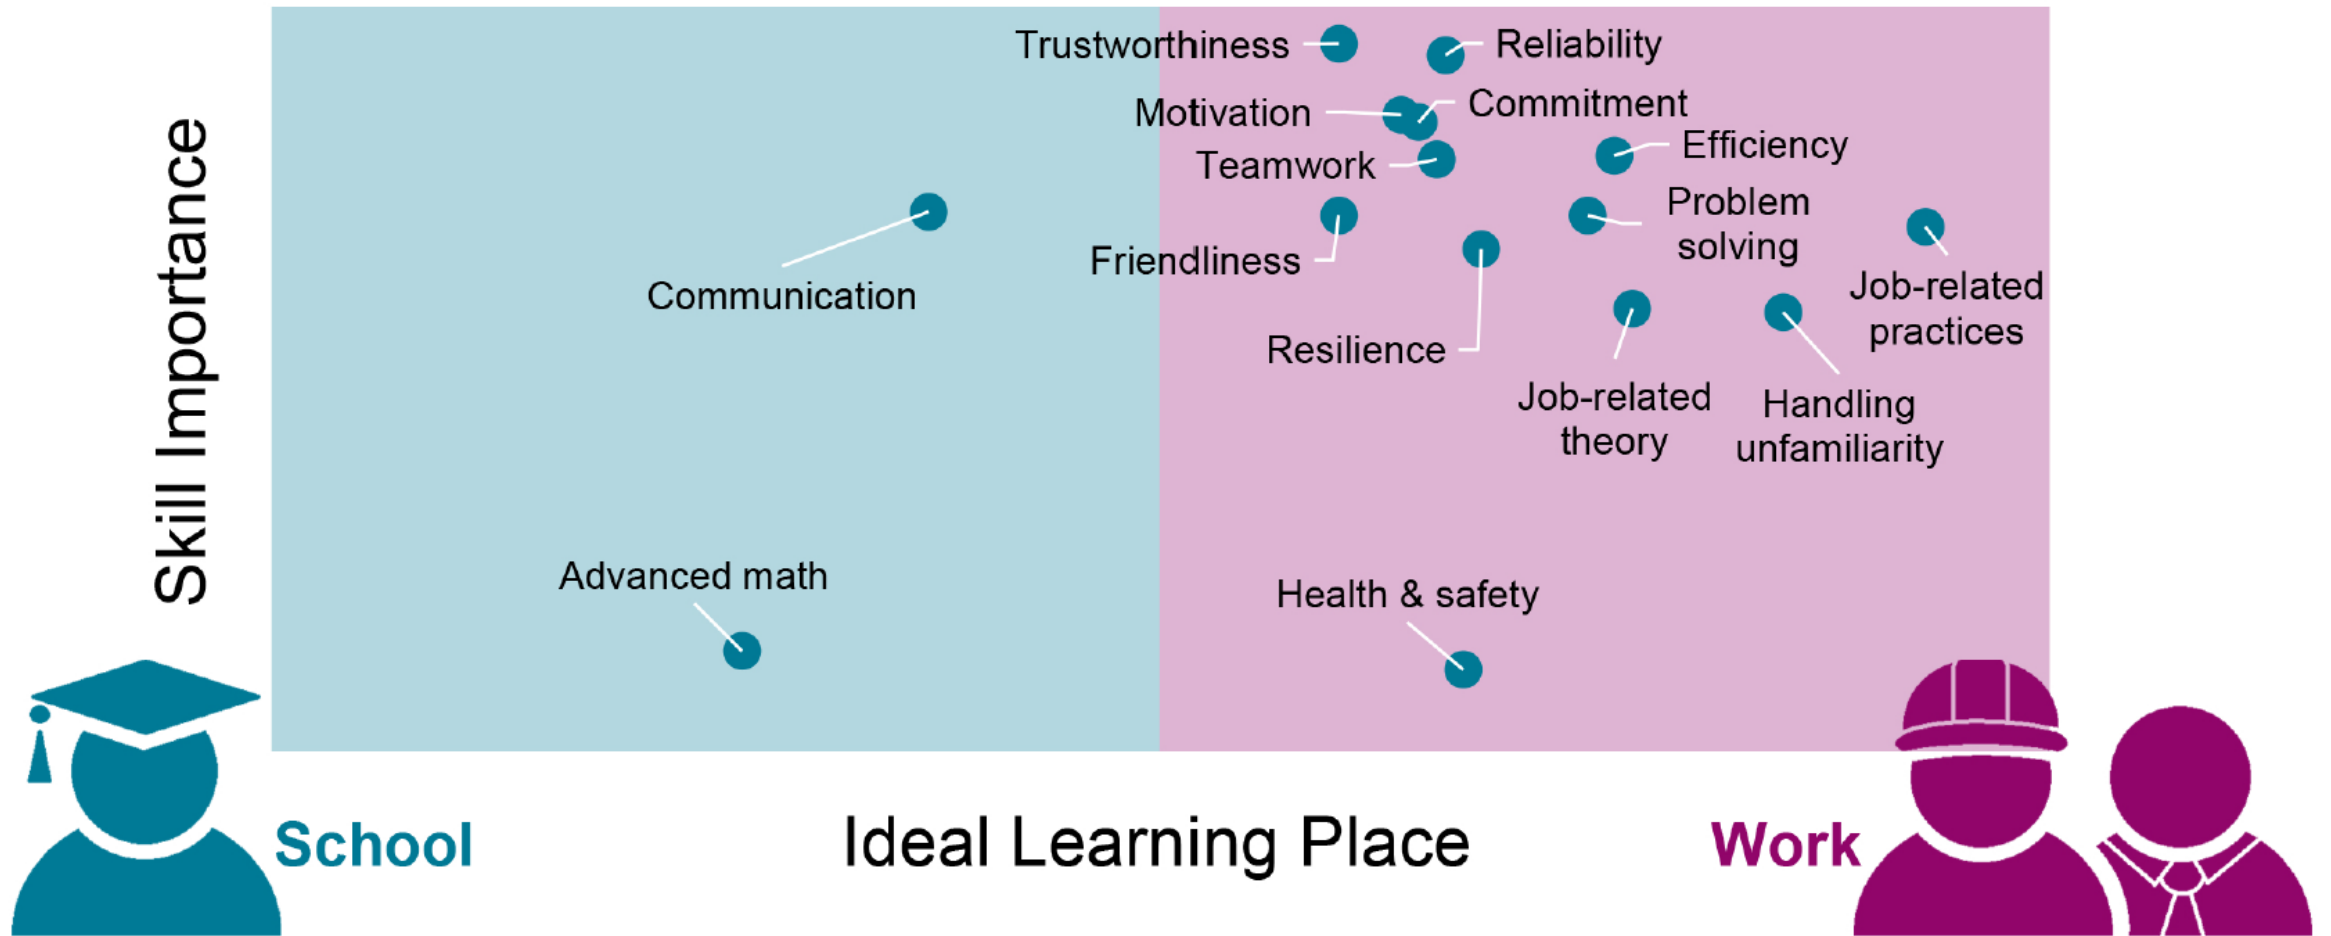 Trustworthiness
Reliability
Motivation
Commitment
Teamwork
Efficiency
Problem
solving
Friendliness
Communication
Resilience
Job-related
practices
Job-related
theory
Handling
unfamiliarity
Advanced math
Health & safety
Skill Importance
School
Ideal Learning Place
Work